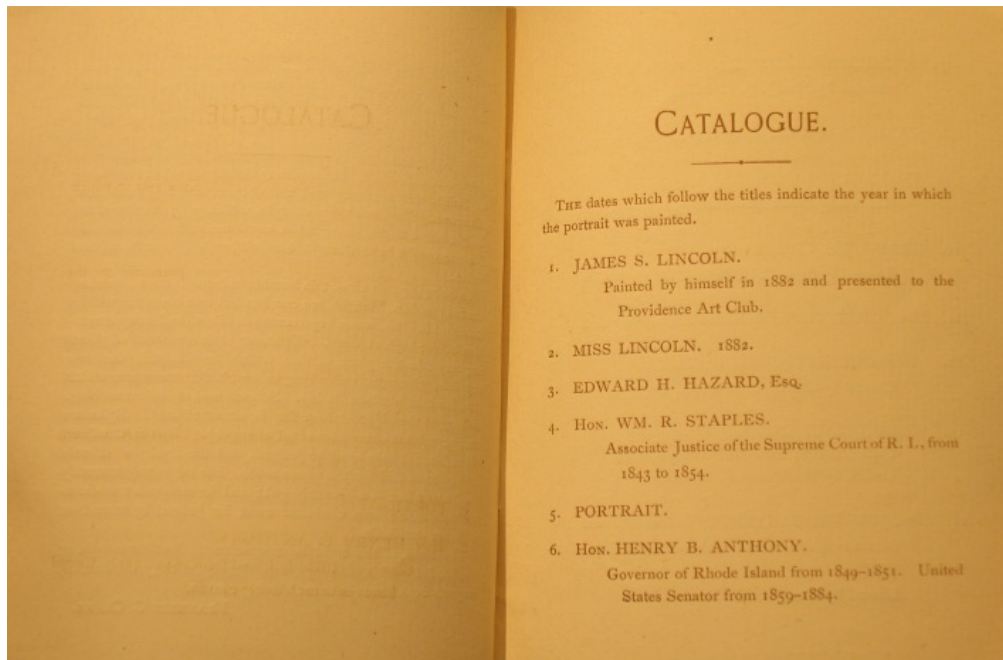 CATALOGUE.
THE dates which follow the titles indicate the year in which
the portrait was painted.
1. JAMES S. LINCOLN.
Painted by himself in 1882 and presented to the
Providence Art Club.
2. MISS LINCOLN. 1882.
3. EDWARD H. HAZARD, Esq.
4. Hon. WM. R. STAPLES.
Associate Justice of the Supreme Court of R. I., from
1843 to 1854.
5. PORTRAIT.
6. Hon. HENRY B. ANTHONY.
Governor of Rhode Island from 1849–1851. United
States Senator from 1859–1884.